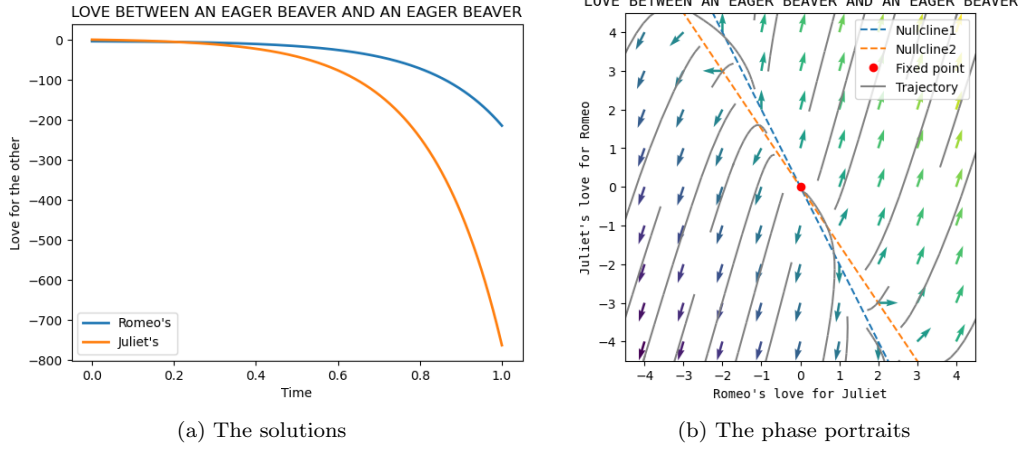 LOVE BETWEEN AN EAGER BEAVER AND AN EAGER BEAVER
0
−100
−200
−300
−400
−500
−600
−700
−800
Love for the other
Romeo's
Juliet's
0.0 0.2 0.4 0.6 0.8 1.0
Time
(a) The solutions
LOVE BETWEEN AN EAGER BEAVER AND AN EAGER BEAVER
4
3
2
1
0
−1
−2
−3
−4
Juliet's love for Romeo
Nullcline1
Nullcline2
Fixed point
Trajectory
−4 −3 −2 −1 0 1 2 3 4
Romeo's love for Juliet
(b) The phase portraits